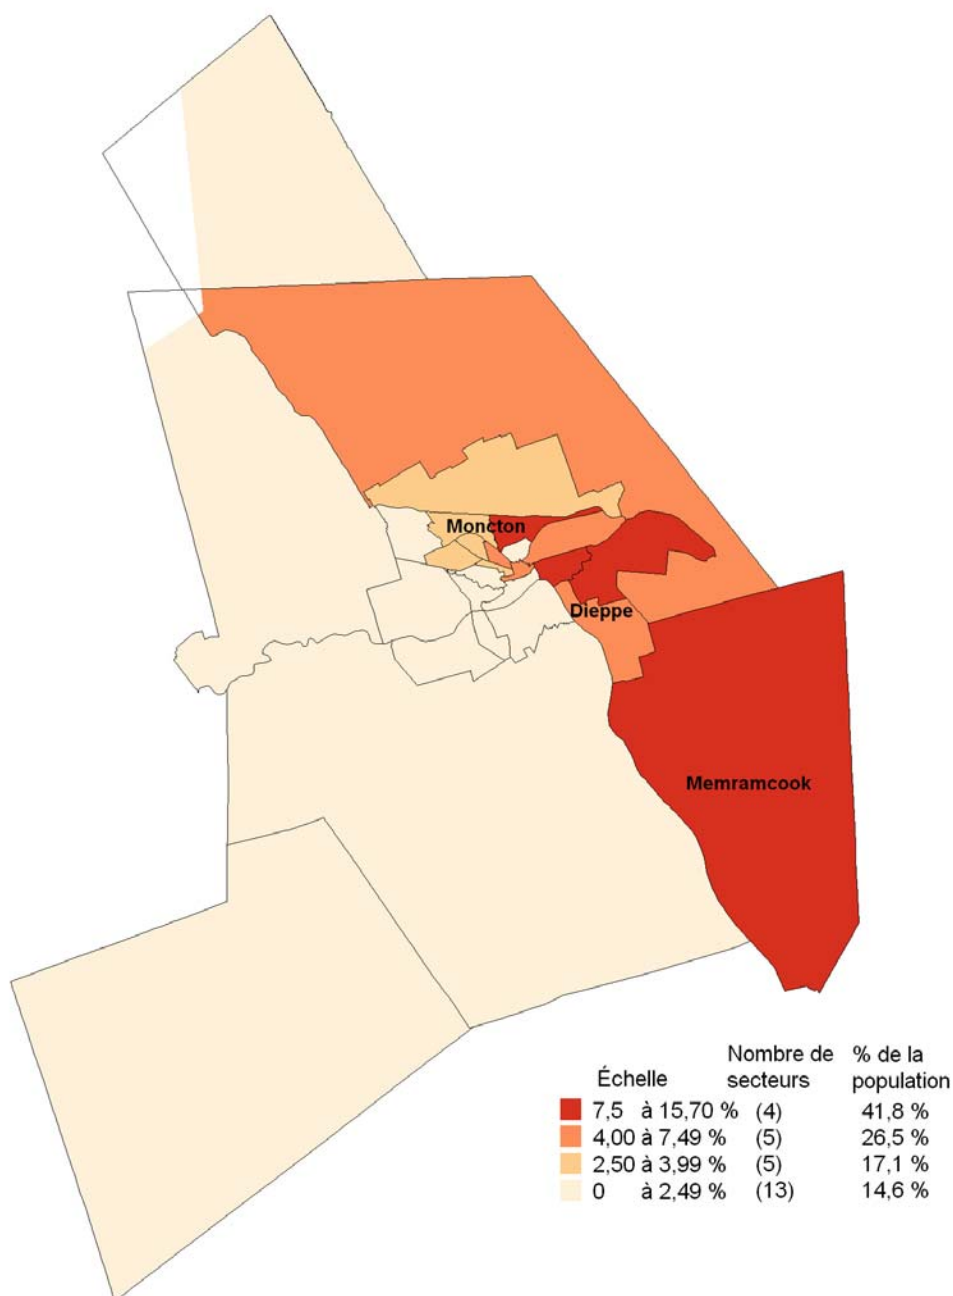 Moncton
Dieppe
Memramcook
Échelle Nombre de secteurs % de la population
7,5 à 15,70 % (4) 41,8 %
4,00 à 7,49 % (5) 26,5 %
2,50 à 3,99 % (5) 17,1 %
0 à 2,49 % (13) 14,6 %